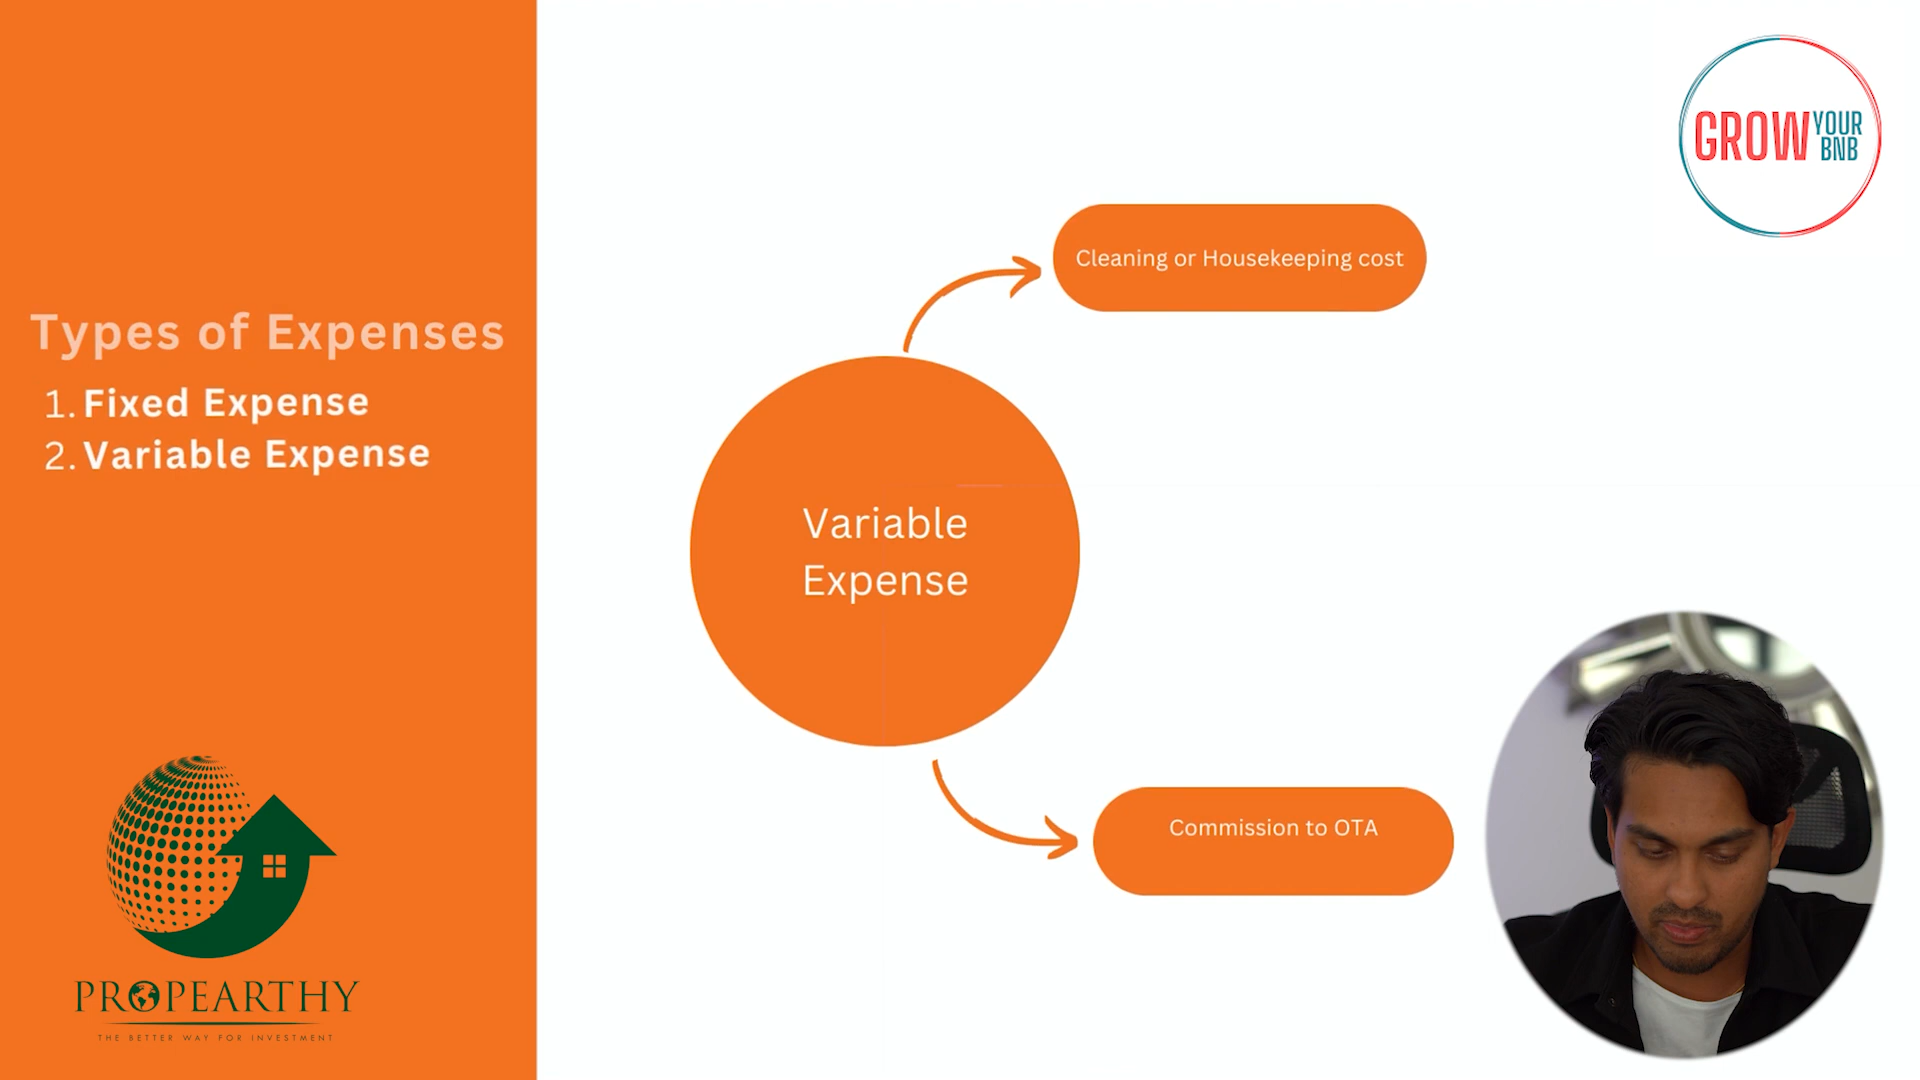 Types of Expenses
1. Fixed Expense
2. Variable Expense
PROPEARTHY
THE BETTER WAY FOR INVESTMENT
Variable
Expense
Cleaning or Housekeeping cost
Commission to OTA
GROW YOUR
BNB